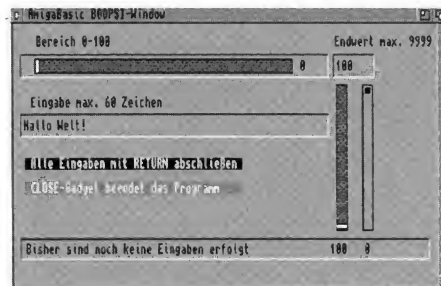 AmigaBasic BOOPSI-Window
Bereich 0-100
Endwert max. 9999
0
100
Eingabe max. 60 Zeichen
Hallo Welt!
Alle Eingaben mit RETURN abschließen
CLOSE-Gadget beendet das Programm
Bisher sind noch keine Eingaben erfolgt
100 0